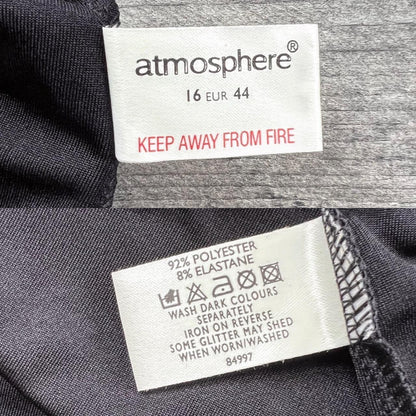 atmosphere®
16 EUR 44
KEEP AWAY FROM FIRE
92% POLYESTER
8% ELASTANE
WASH DARK COLOURS
SEPARATELY
IRON ON REVERSE
SOME GLITTER MAY SHED
WHEN WORN/WASHED
84997